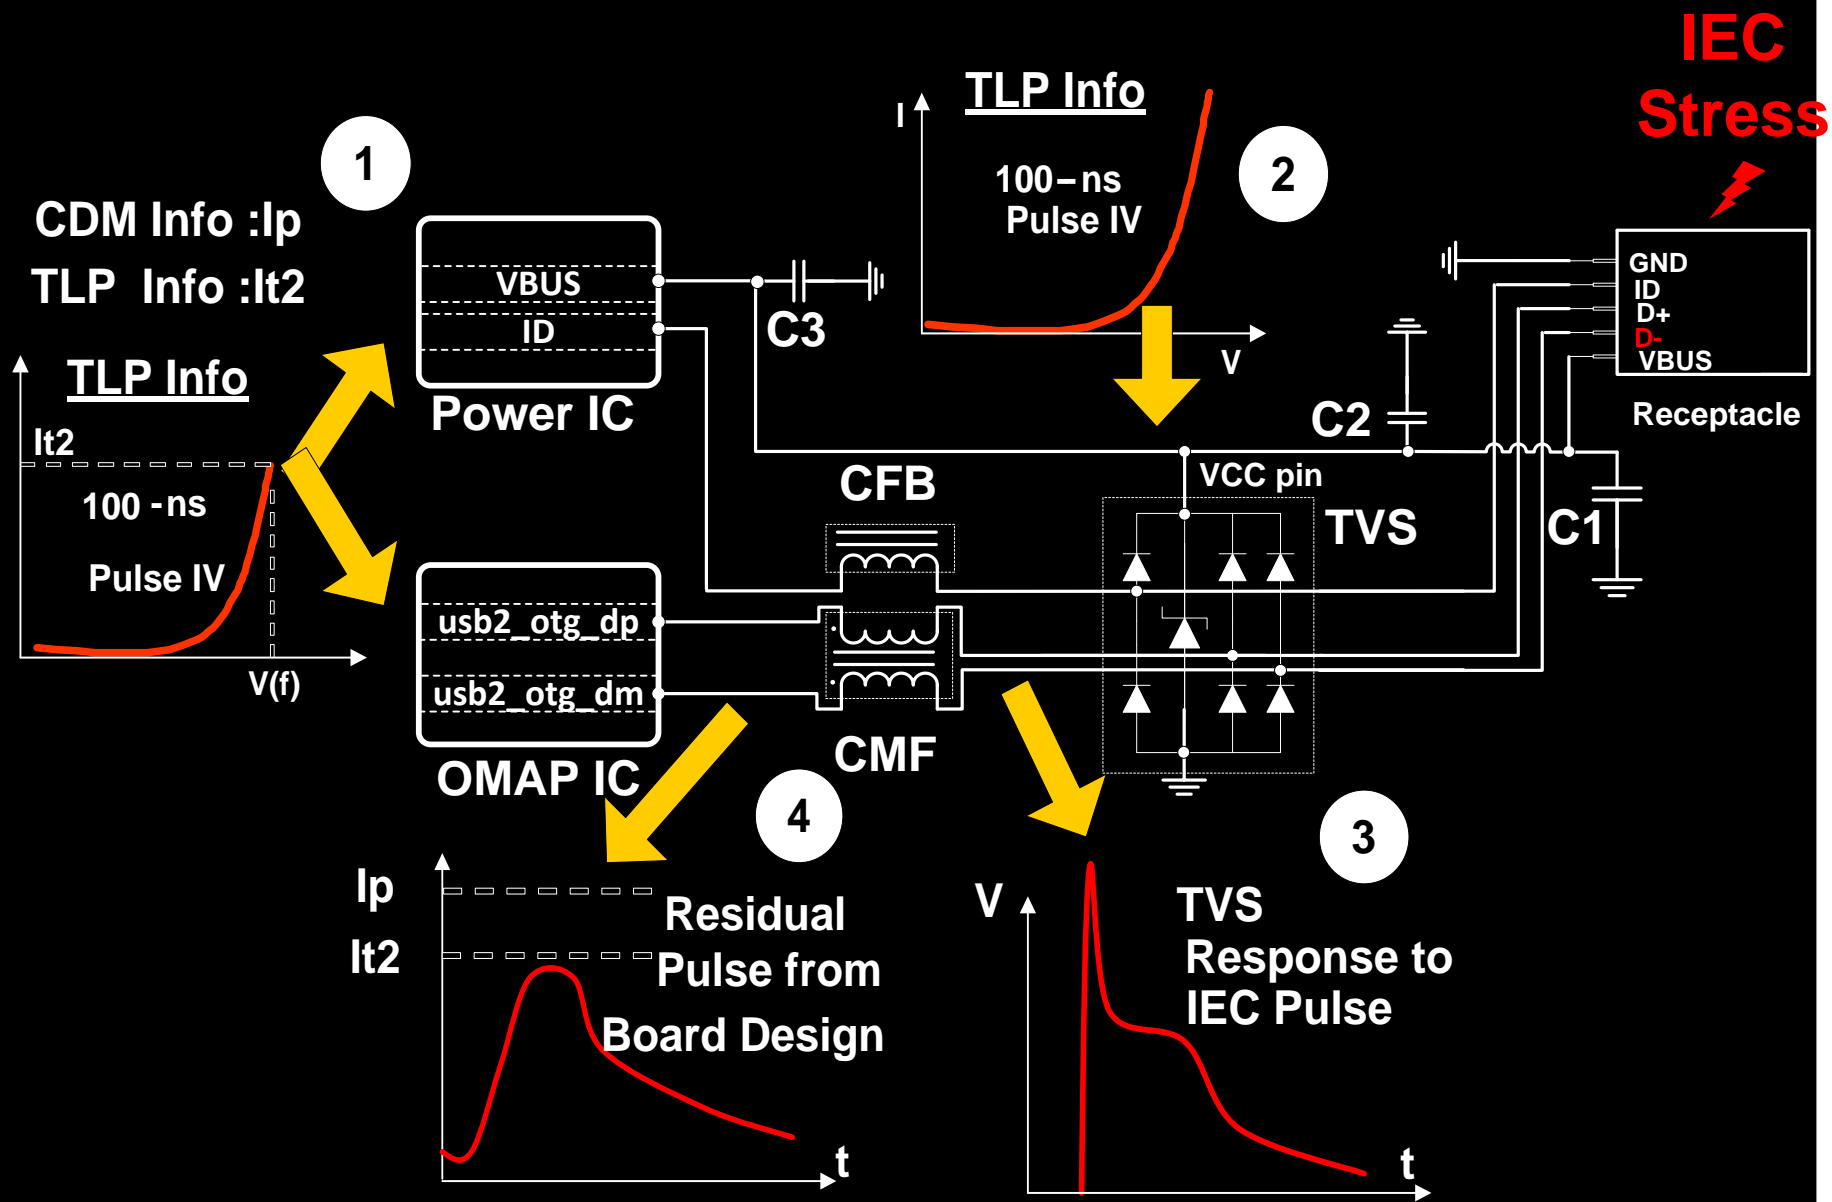 IEC
Stress
1
CDM Info :Ip
TLP Info :It2
TLP Info
It2
100 -ns
Pulse IV
V(f)
VBUS
ID
Power IC
C3
TLP Info
I
100-ns
Pulse IV
V
2
GND
ID
D+
D-
VBUS
Receptacle
C2
C1
VCC pin
TVS
CFB
CMF
usb2_otg_dp
usb2_otg_dm
OMAP IC
4
Ip
It2
Residual
Pulse from
Board Design
t
3
V
TVS
Response to
IEC Pulse
t